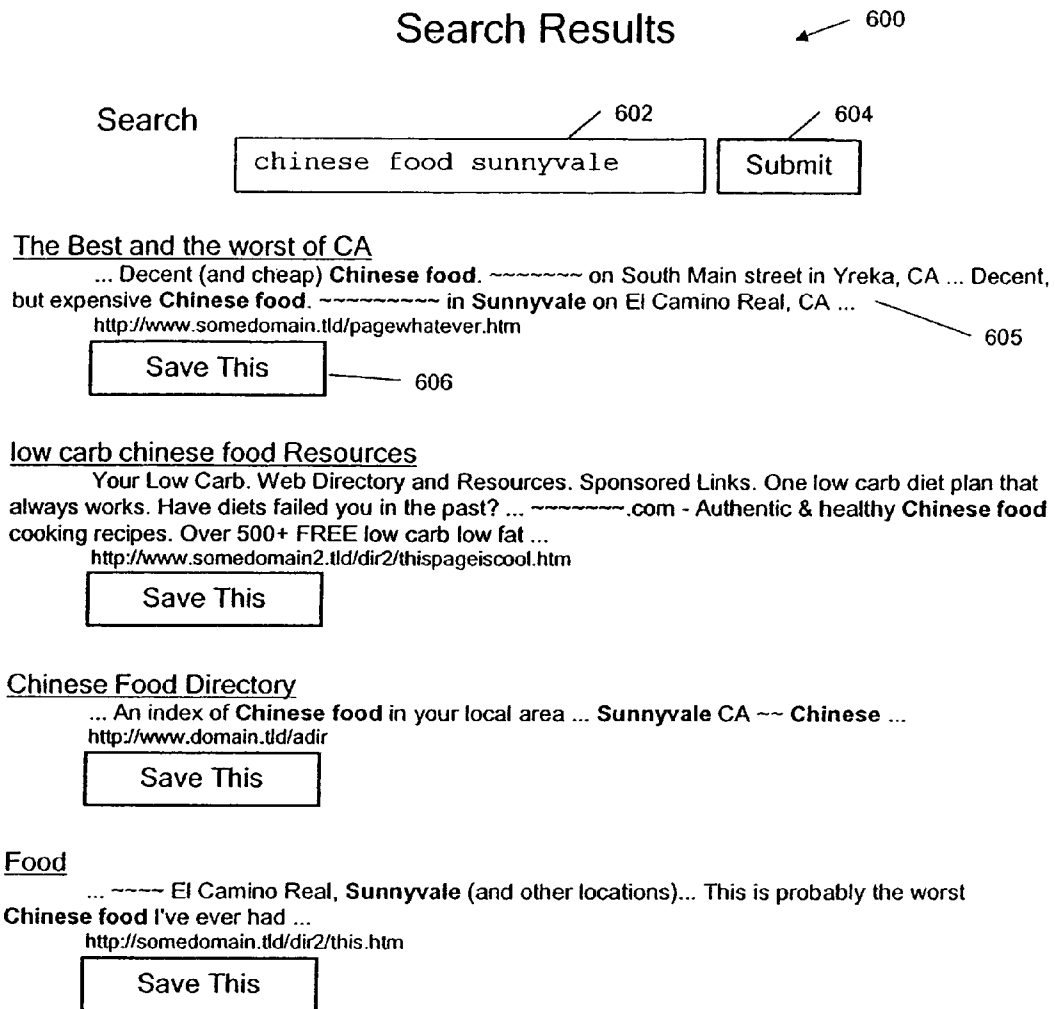 Search Results
600
Search
602
604
chinese food sunnyvale
Submit
The Best and the worst of CA
... Decent (and cheap) Chinese food. ~~~~~~~ on South Main street in Yreka, CA ... Decent,
but expensive Chinese food. ~~~~~~~~~ in Sunnyvale on El Camino Real, CA ...
http://www.somedomain.tld/pagewhatever.htm
605
Save This
606
low carb chinese food Resources
Your Low Carb. Web Directory and Resources. Sponsored Links. One low carb diet plan that
always works. Have diets failed you in the past? ... ~~~~~~~.com - Authentic & healthy Chinese food
cooking recipes. Over 500+ FREE low carb low fat ...
http://www.somedomain2.tld/dir2/thispageiscool.htm
Save This
Chinese Food Directory
... An index of Chinese food in your local area ... Sunnyvale CA ~~ Chinese ...
http://www.domain.tld/adir
Save This
Food
... ~~~~ El Camino Real, Sunnyvale (and other locations)... This is probably the worst
Chinese food I've ever had ...
http://somedomain.tld/dir2/this.htm
Save This